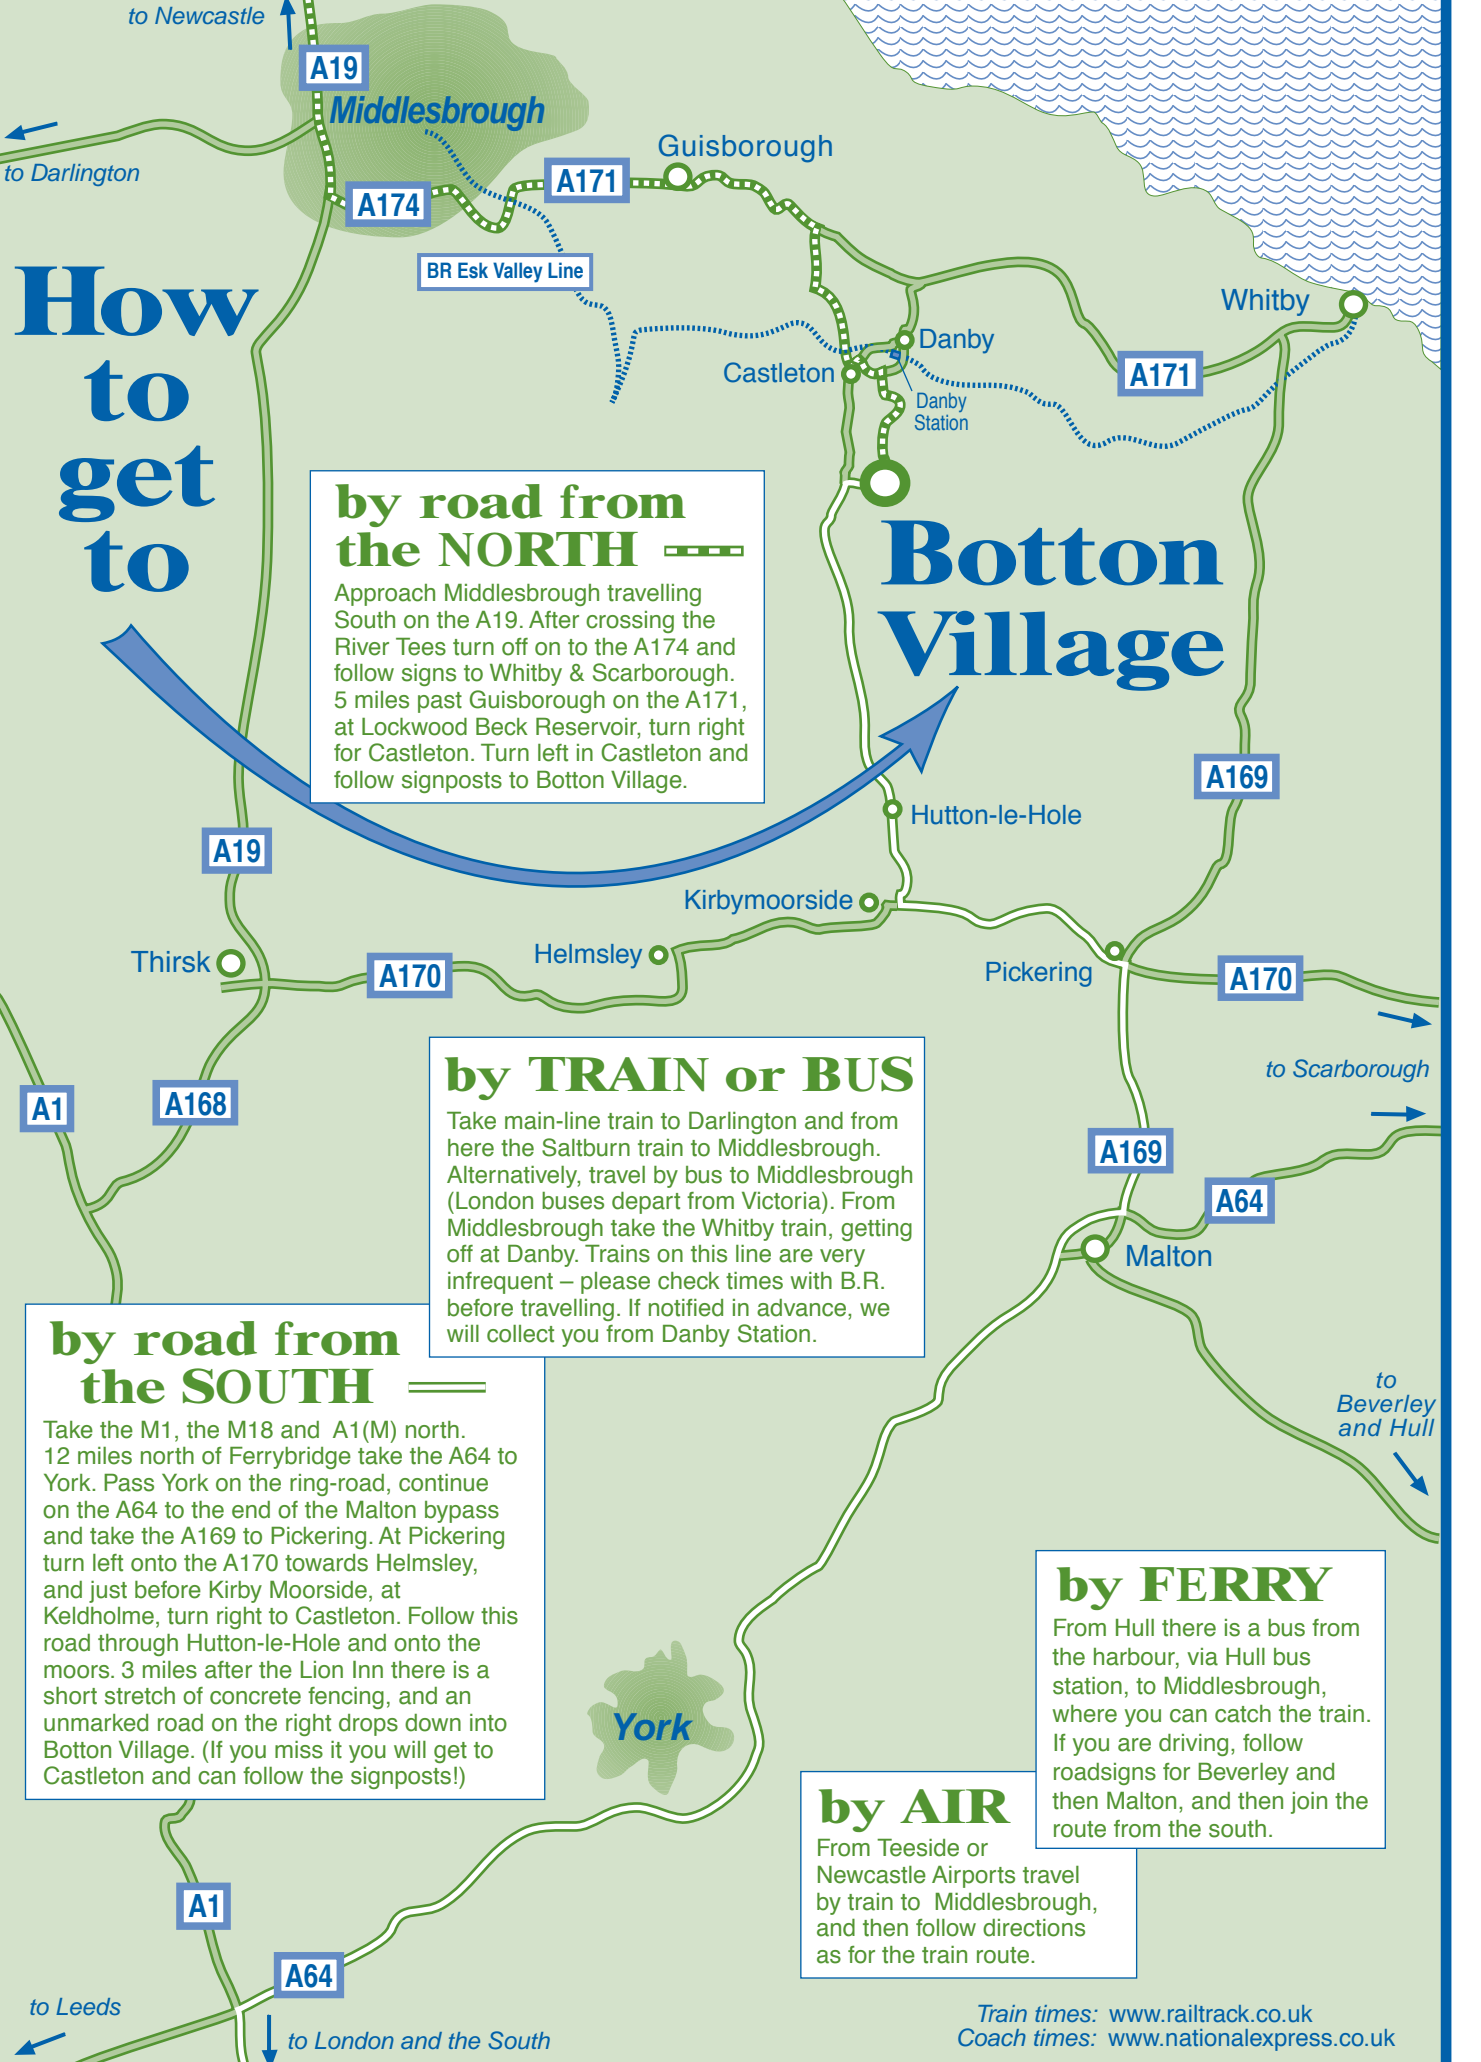 to Newcastle
A19
Middlesbrough
to Darlington
Guisborough
A171
A174
BR Esk Valley Line
Whitby
Danby
Castleton
A171
Danby
Station
How
to
get
to
Botton
Village
by road from
the NORTH
Approach Middlesbrough travelling
South on the A19. After crossing the
River Tees turn off on to the A174 and
follow signs to Whitby & Scarborough.
5 miles past Guisborough on the A171,
at Lockwood Beck Reservoir, turn right
for Castleton. Turn left in Castleton and
follow signposts to Botton Village.
A169
Hutton-le-Hole
A19
Kirbymoorside
Thirsk
Helmsley
A170
Pickering
A170
to Scarborough
A1
A168
A169
A64
Malton
by TRAIN or BUS
Take main-line train to Darlington and from
here the Saltburn train to Middlesbrough.
Alternatively, travel by bus to Middlesbrough
(London buses depart from Victoria). From
Middlesbrough take the Whitby train, getting
off at Danby. Trains on this line are very
infrequent – please check times with B.R.
before travelling. If notified in advance, we
will collect you from Danby Station.
by road from
the SOUTH
Take the M1, the M18 and A1(M) north.
12 miles north of Ferrybridge take the A64 to
York. Pass York on the ring-road, continue
on the A64 to the end of the Malton bypass
and take the A169 to Pickering. At Pickering
turn left onto the A170 towards Helmsley,
and just before Kirby Moorside, at
Keldholme, turn right to Castleton. Follow this
road through Hutton-le-Hole and onto the
moors. 3 miles after the Lion Inn there is a
short stretch of concrete fencing, and an
unmarked road on the right drops down into
Botton Village. (If you miss it you will get to
Castleton and can follow the signposts!)
to
Beverley
and Hull
York
by FERRY
From Hull there is a bus from
the harbour, via Hull bus
station, to Middlesbrough,
where you can catch the train.
If you are driving, follow
roadsigns for Beverley and
then Malton, and then join the
route from the south.
by AIR
From Teeside or
Newcastle Airports travel
by train to Middlesbrough,
and then follow directions
as for the train route.
A1
A64
to Leeds
to London and the South
Train times: www.railtrack.co.uk
Coach times: www.nationalexpress.co.uk